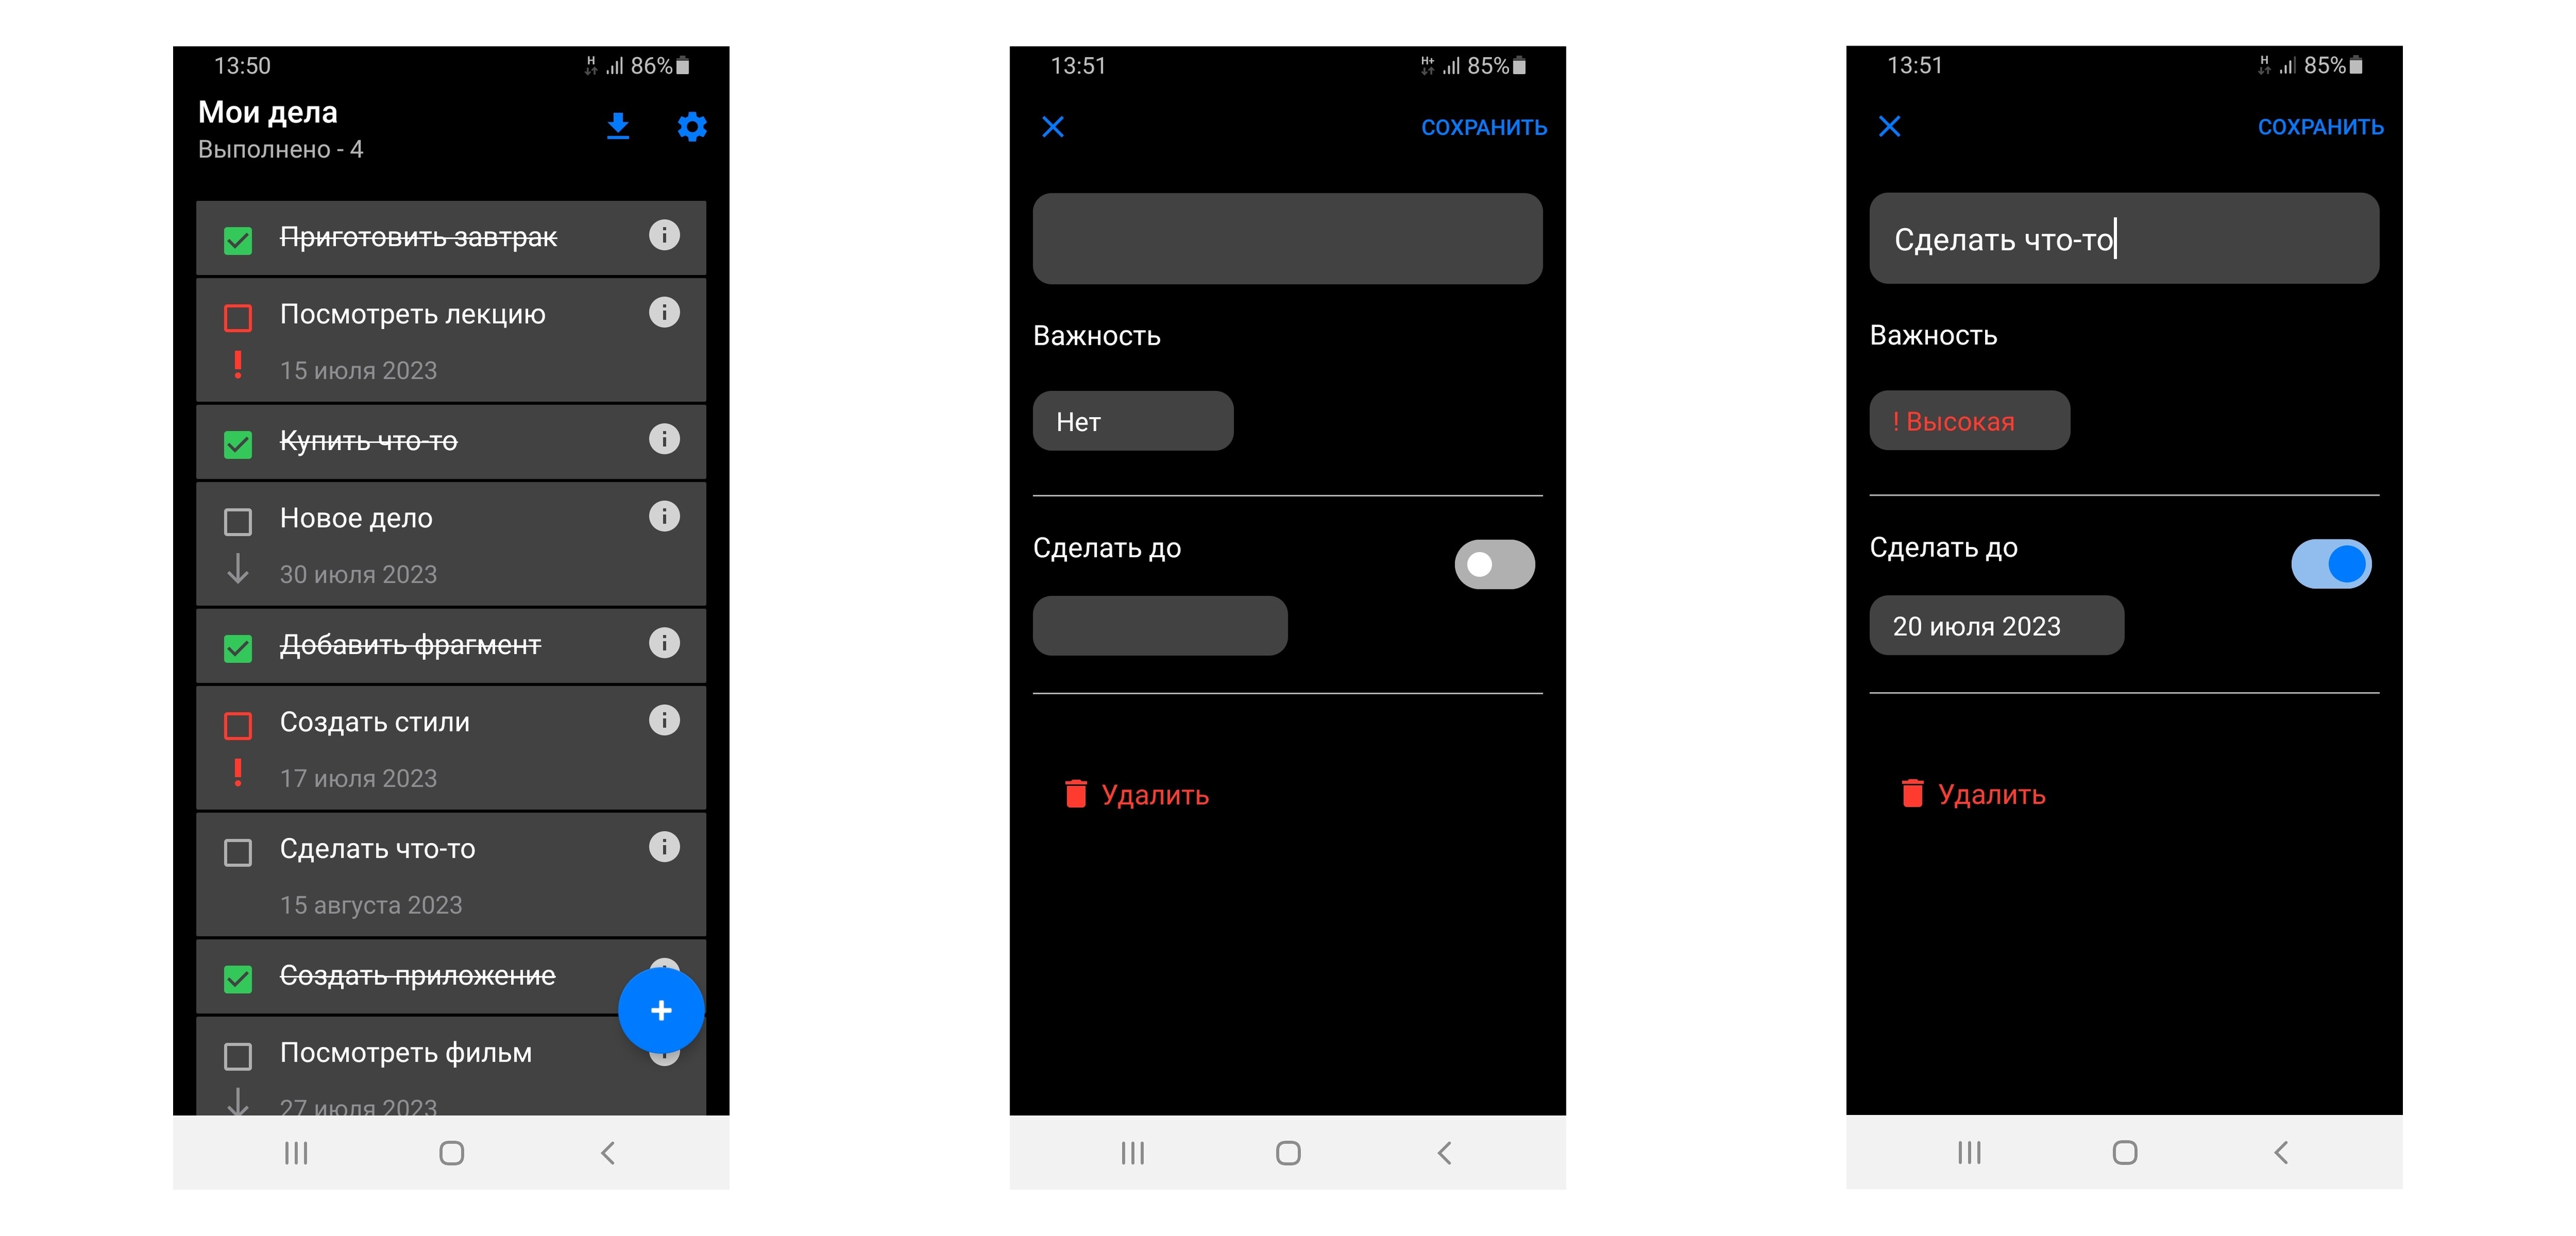 13:50
H 86%
Мои дела
Выполнено - 4
Приготовить завтрак
Посмотреть лекцию
15 июля 2023
Купить что-то
Новое дело
30 июля 2023
Добавить фрагмент
Создать стили
17 июля 2023
Сделать что-то
15 августа 2023
Создать приложение
Посмотреть фильм
27 июля 2023
13:51
H+ 85%
СОХРАНИТЬ
Важность
Нет
Сделать до
Удалить
13:51
H 85%
СОХРАНИТЬ
Сделать что-то
Важность
! Высокая
Сделать до
20 июля 2023
Удалить